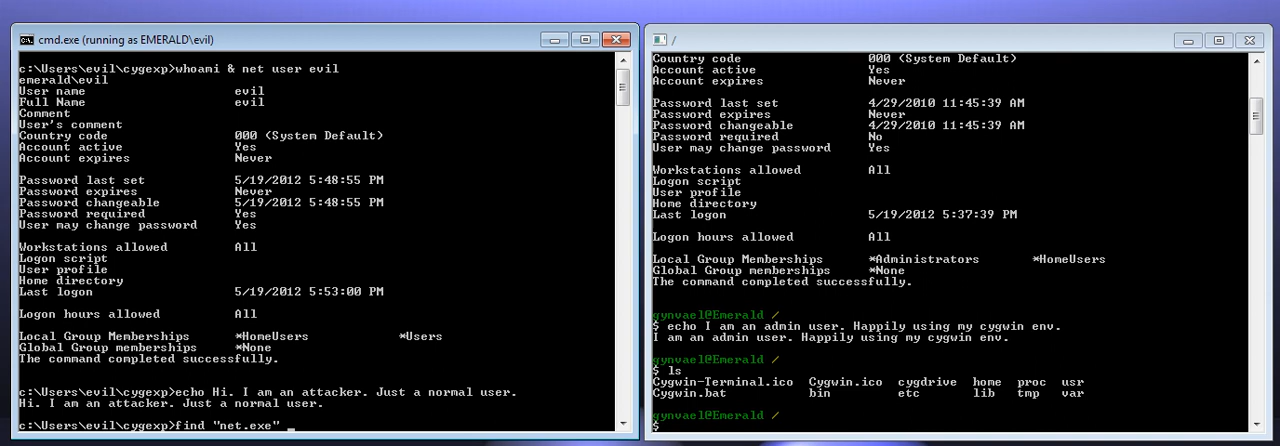 cmd.exe (running as EMERALD\evil)
c:\Users\evil\cygexp>whoami & net user evil
emerald\evil
User name evil
Full Name evil
Comment
User's comment
Country code 000 (System Default)
Account active Yes
Account expires Never
Password last set 5/19/2012 5:48:55 PM
Password expires Never
Password changeable 5/19/2012 5:48:55 PM
Password required Yes
User may change password Yes
Workstations allowed All
Logon script
User profile
Home directory
Last logon 5/19/2012 5:53:00 PM
Logon hours allowed All
Local Group Memberships *HomeUsers *Users
Global Group memberships *None
The command completed successfully.
c:\Users\evil\cygexp>echo Hi. I am an attacker. Just a normal user.
Hi. I am an attacker. Just a normal user.
c:\Users\evil\cygexp>find "net.exe" _
/
Country code 000 (System Default)
Account active Yes
Account expires Never
Password last set 4/29/2010 11:45:39 AM
Password expires Never
Password changeable 4/29/2010 11:45:39 AM
Password required No
User may change password Yes
Workstations allowed All
Logon script
User profile
Home directory
Last logon 5/19/2012 5:37:39 PM
Logon hours allowed All
Local Group Memberships *Administrators *HomeUsers
Global Group memberships *None
The command completed successfully.
gynvael@Emerald /
$ echo I am an admin user. Happily using my cygwin env.
I am an admin user. Happily using my cygwin env.
gynvael@Emerald /
$ ls
Cygwin-Terminal.ico Cygwin.ico cygdrive home proc usr
Cygwin.bat bin etc lib tmp var
gynvael@Emerald /
$